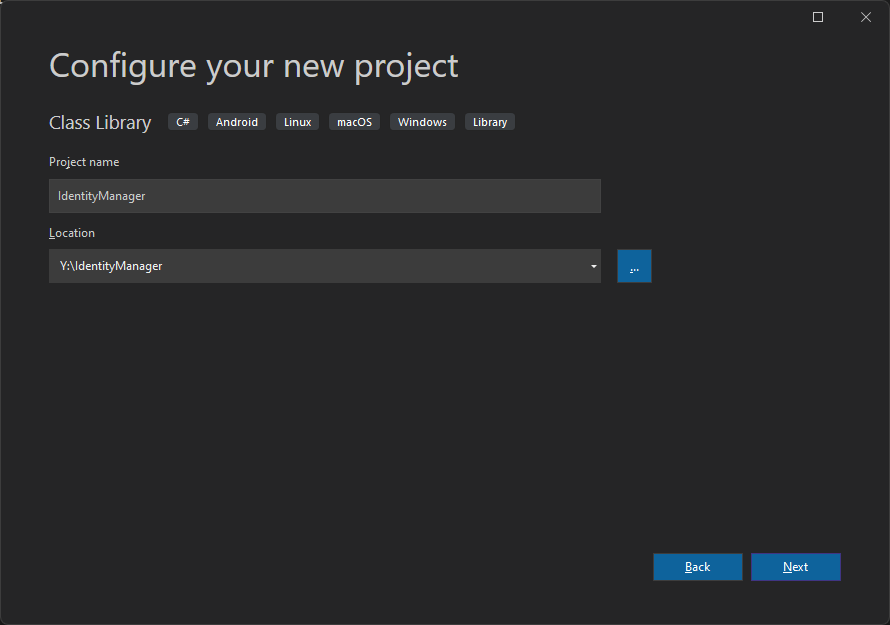 Configure your new project
Class Library C# Android Linux macOS Windows Library
Project name
IdentityManager
Location
Y:\IdentityManager
...
Back Next